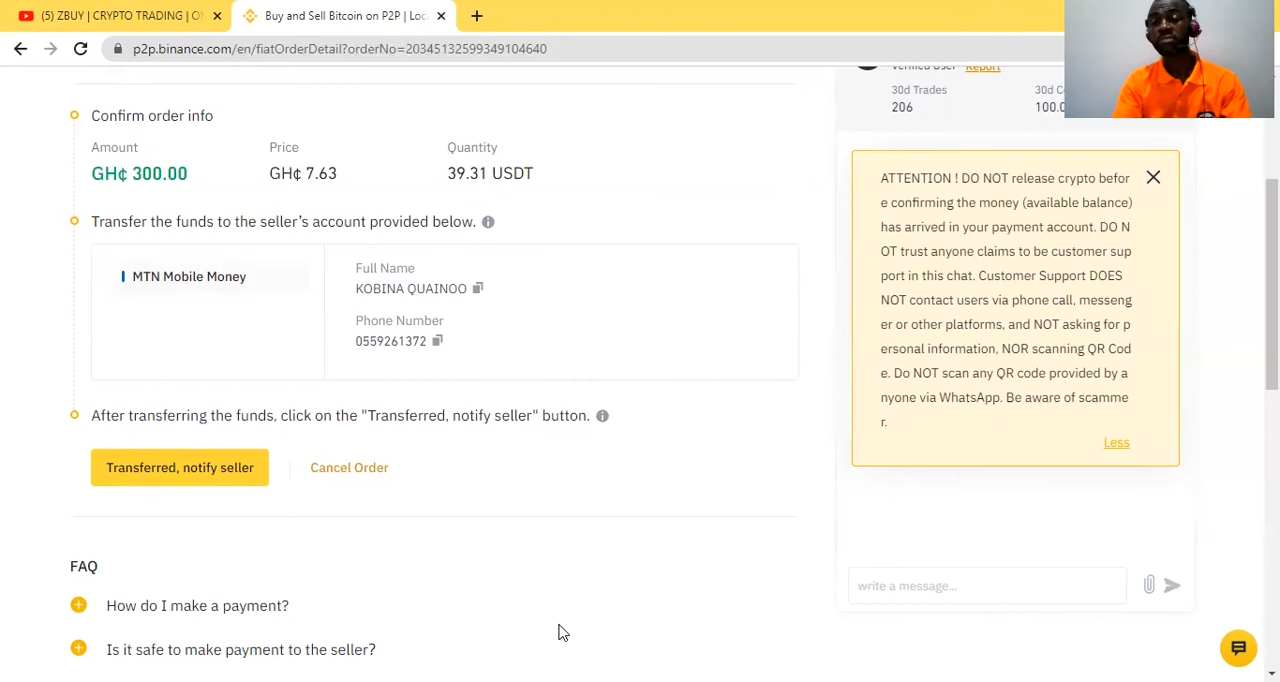 (5) ZBUY | CRYPTO TRADING | O
Buy and Sell Bitcoin on P2P | Loc
p2p.binance.com/en/fiatOrderDetail?orderNo=20345132599349104640
Verified User Report
30d Trades
30d C
206
100.0
Confirm order info
Amount
Price
Quantity
GH¢ 300.00
GH¢ 7.63
39.31 USDT
Transfer the funds to the seller’s account provided below.
MTN Mobile Money
Full Name
KOBINA QUAINOO
Phone Number
0559261372
After transferring the funds, click on the "Transferred, notify seller" button.
Transferred, notify seller
Cancel Order
FAQ
How do I make a payment?
Is it safe to make payment to the seller?
ATTENTION ! DO NOT release crypto befor
e confirming the money (available balance)
has arrived in your payment account. DO N
OT trust anyone claims to be customer sup
port in this chat. Customer Support DOES
NOT contact users via phone call, messeng
er or other platforms, and NOT asking for p
ersonal information, NOR scanning QR Cod
e. Do NOT scan any QR code provided by a
nyone via WhatsApp. Be aware of scamme
r.
Less
write a message...